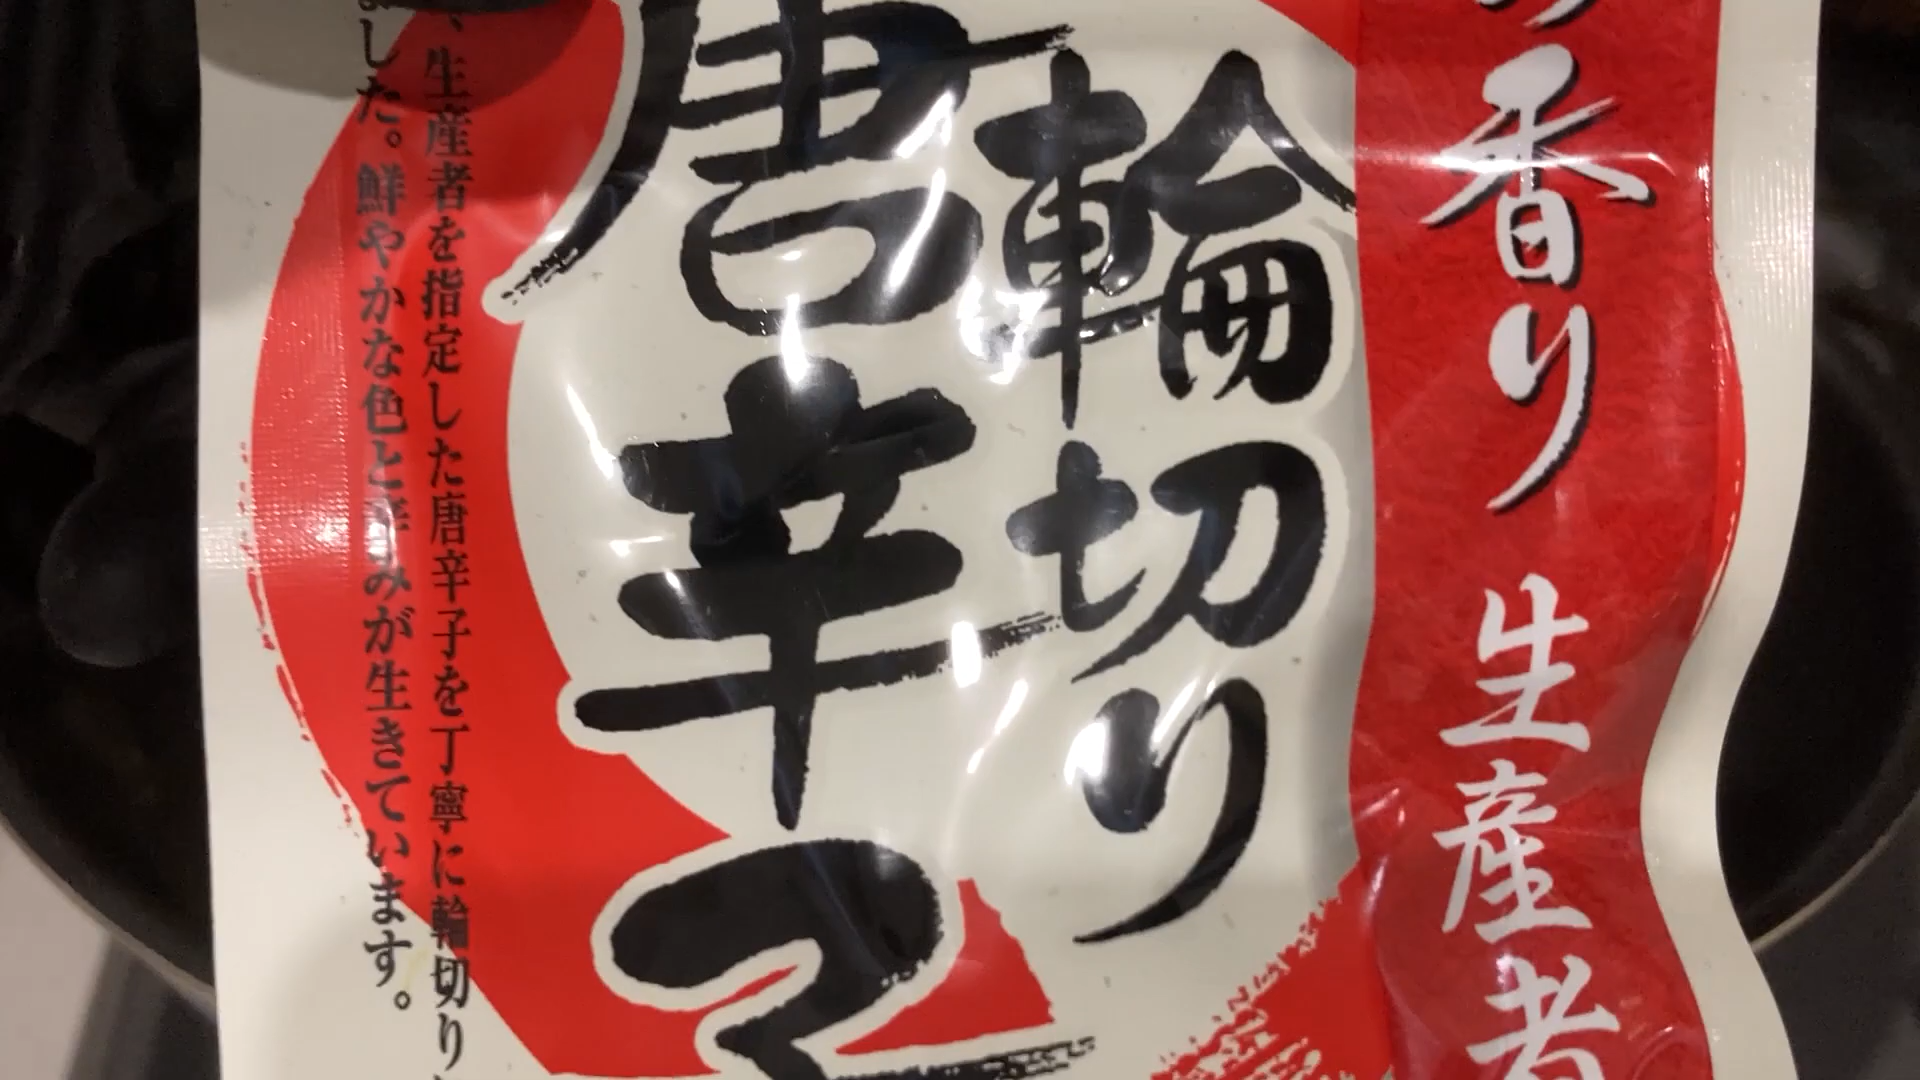 香り 生産者
輪切り
唐辛子
、生産者を指定した唐辛子を丁寧に輪切り
ました。鮮やかな色と辛みが生きています。